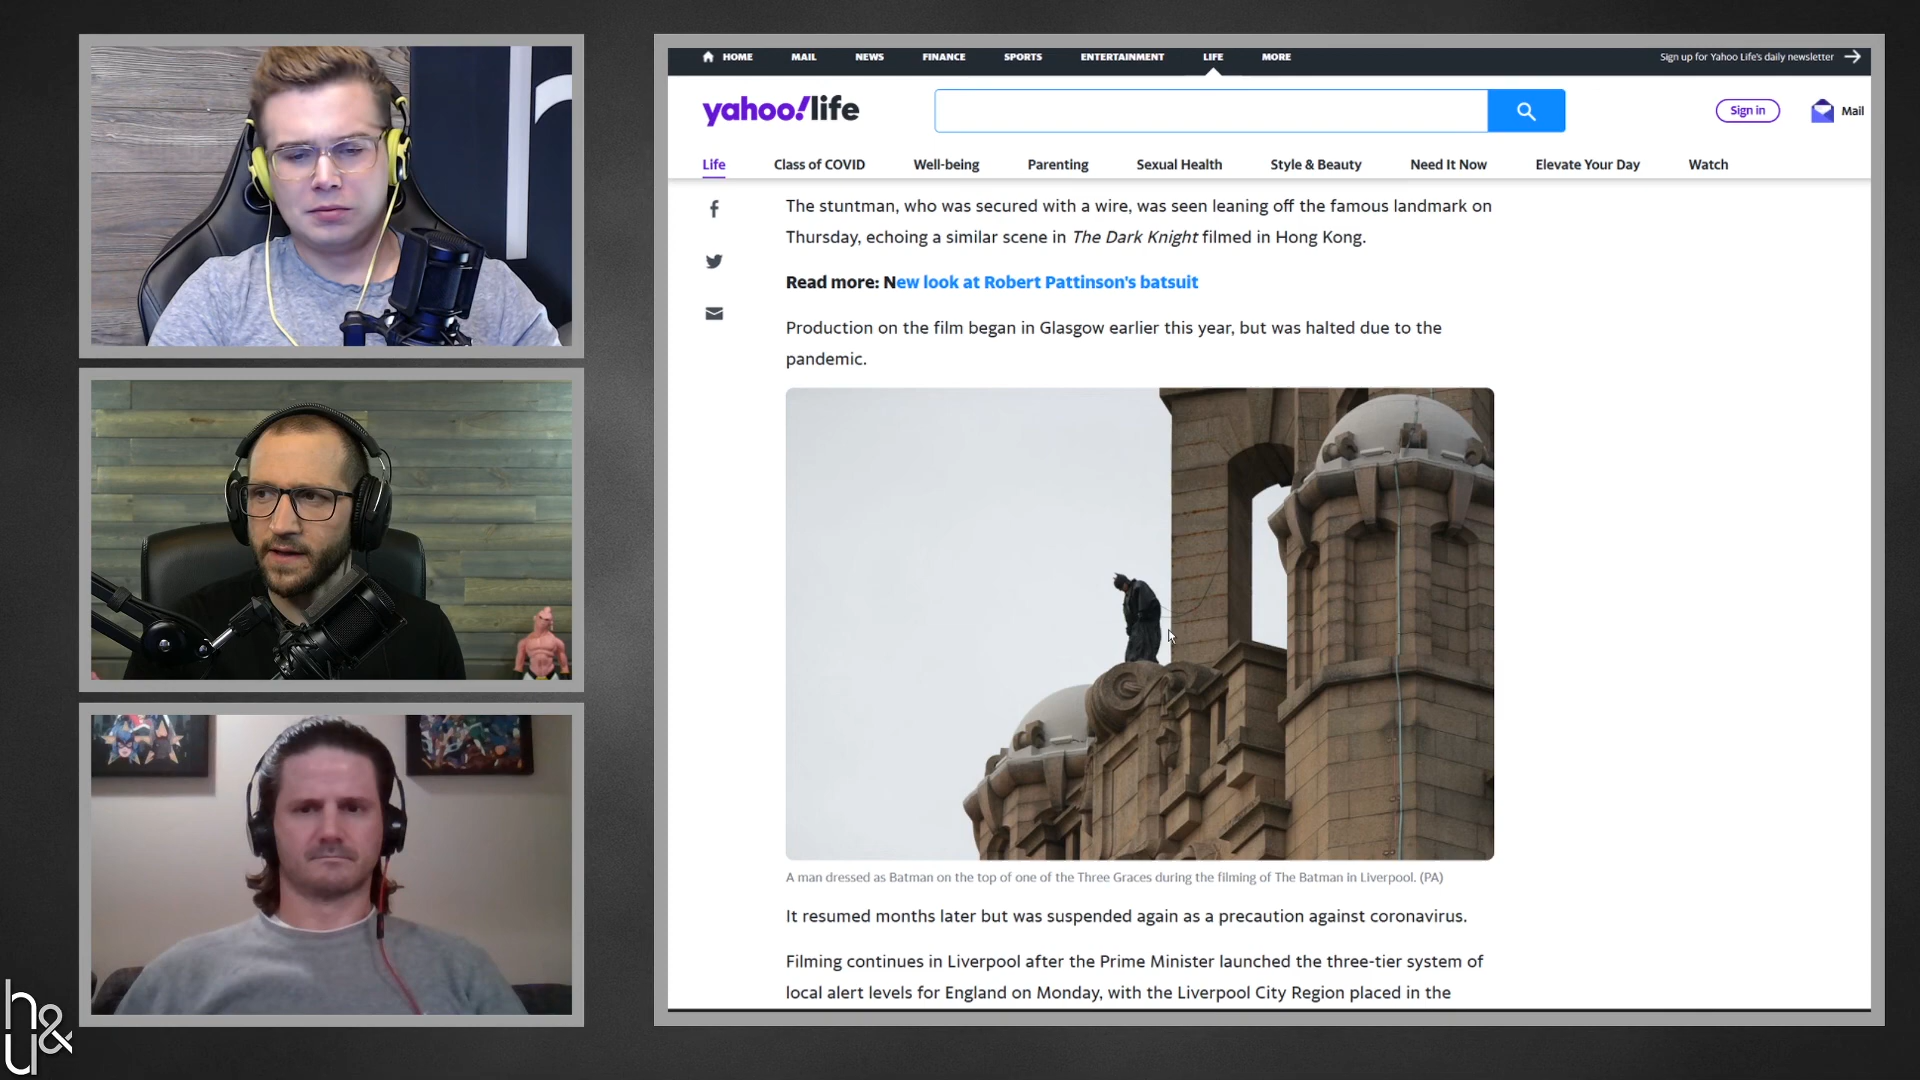 HOME MAIL NEWS FINANCE SPORTS ENTERTAINMENT LIFE MORE Sign up for Yahoo Life's daily newsletter
yahoo!life Sign in Mail
Life Class of COVID Well-being Parenting Sexual Health Style & Beauty Need It Now Elevate Your Day Watch
The stuntman, who was secured with a wire, was seen leaning off the famous landmark on
Thursday, echoing a similar scene in The Dark Knight filmed in Hong Kong.
Read more: New look at Robert Pattinson's batsuit
Production on the film began in Glasgow earlier this year, but was halted due to the
pandemic.
A man dressed as Batman on the top of one of the Three Graces during the filming of The Batman in Liverpool. (PA)
It resumed months later but was suspended again as a precaution against coronavirus.
Filming continues in Liverpool after the Prime Minister launched the three-tier system of
local alert levels for England on Monday, with the Liverpool City Region placed in the
h&
u